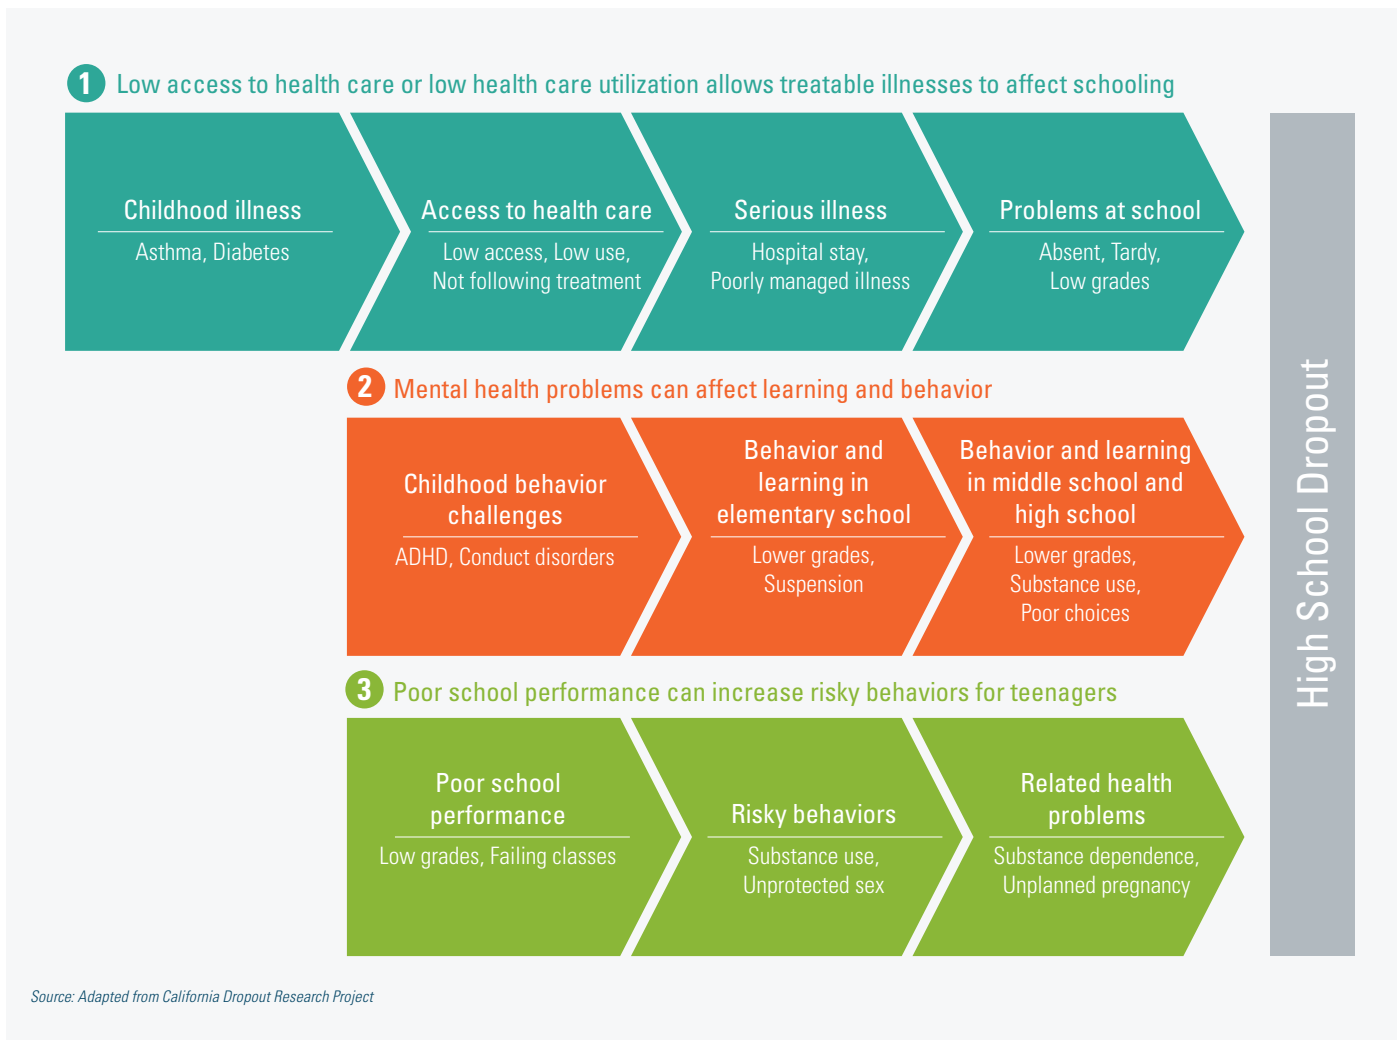 1 Low access to health care or low health care utilization allows treatable illnesses to affect schooling
Childhood illness
Asthma, Diabetes
Access to health care
Low access, Low use,
Not following treatment
Serious illness
Hospital stay,
Poorly managed illness
Problems at school
Absent, Tardy,
Low grades
2 Mental health problems can affect learning and behavior
Childhood behavior
challenges
ADHD, Conduct disorders
Behavior and
learning in
elementary school
Lower grades,
Suspension
Behavior and learning
in middle school and
high school
Lower grades,
Substance use,
Poor choices
3 Poor school performance can increase risky behaviors for teenagers
Poor school
performance
Low grades, Failing classes
Risky behaviors
Substance use,
Unprotected sex
Related health
problems
Substance dependence,
Unplanned pregnancy
High School Dropout
Source: Adapted from California Dropout Research Project